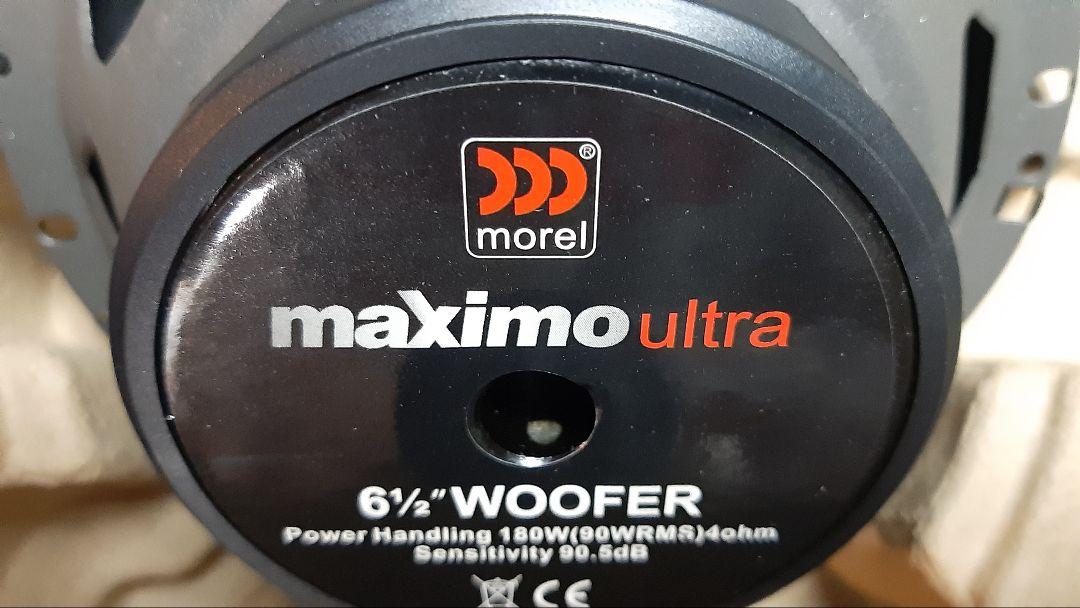 ®
morel
maximo ultra
6½" WOOFER
Power Handling 180W(90WRMS)4ohm
Sensitivity 90.5dB
CE